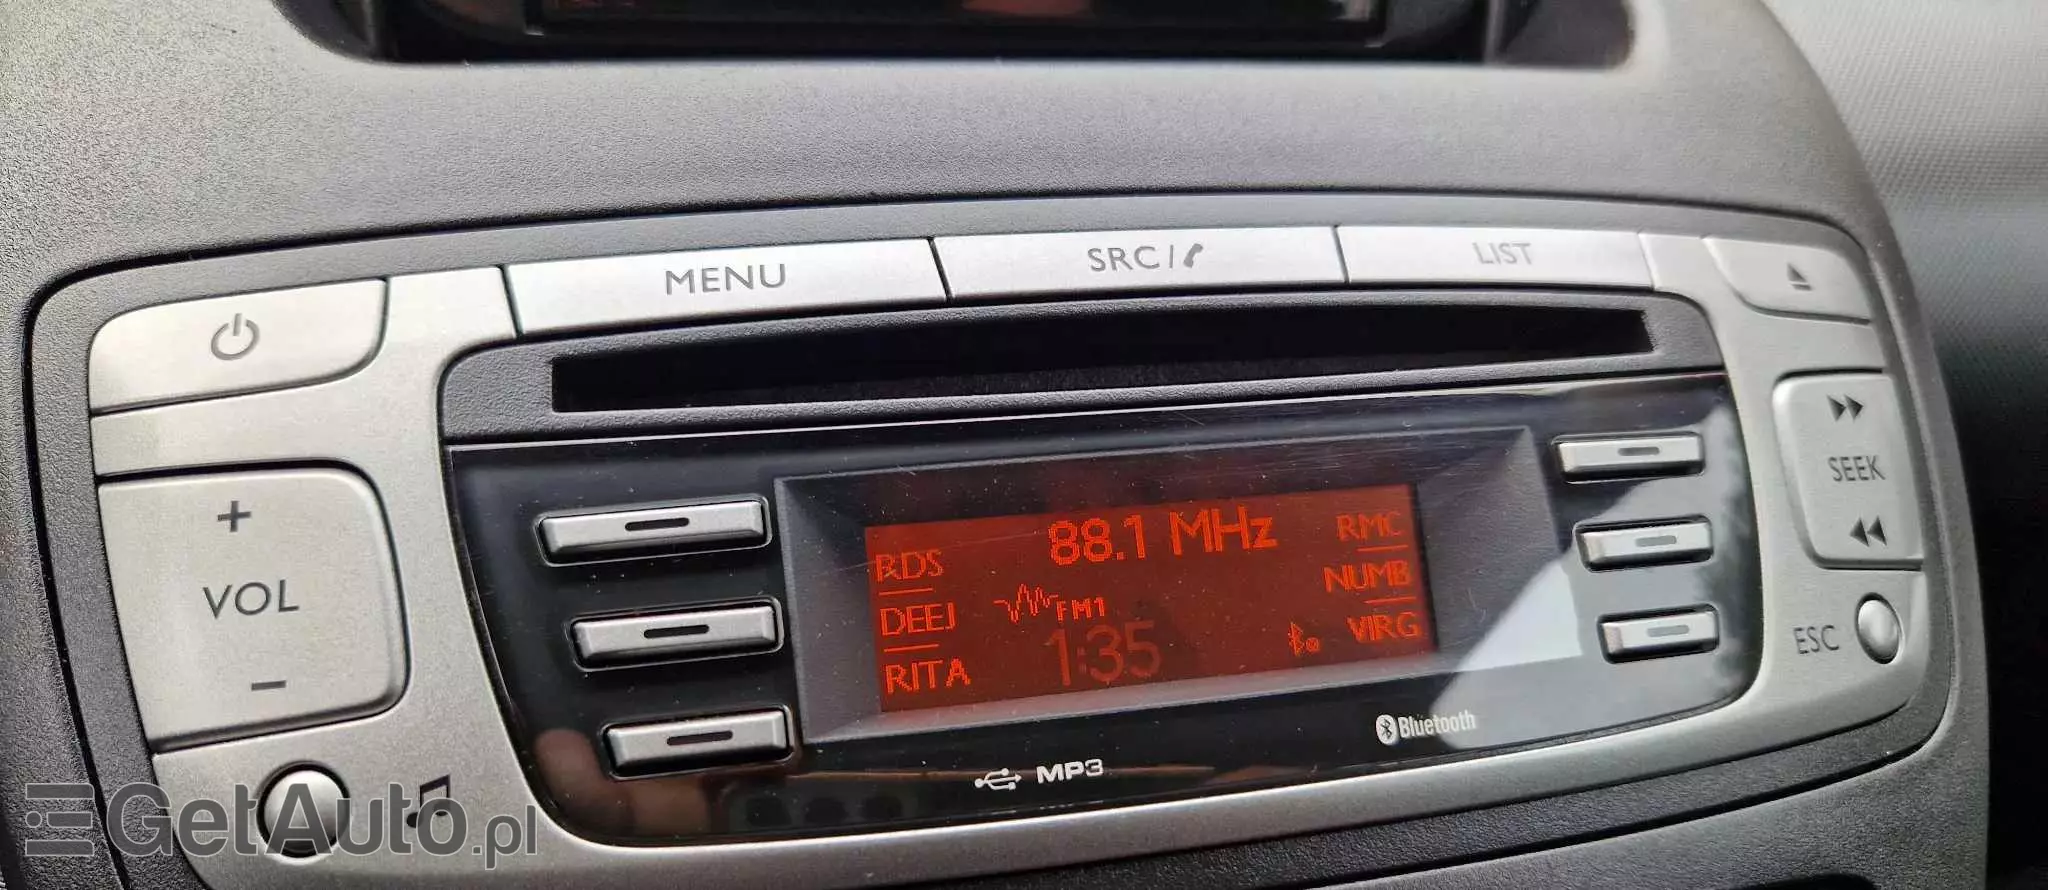 MENU
SRC/
LIST
SEEK
+
VOL
-
ESC
88.1 MHz
RDS
DEEJ
RITA
FM1
1:35
RMC
NUMB
VIRG
Bluetooth
MP3
GetAuto.pl